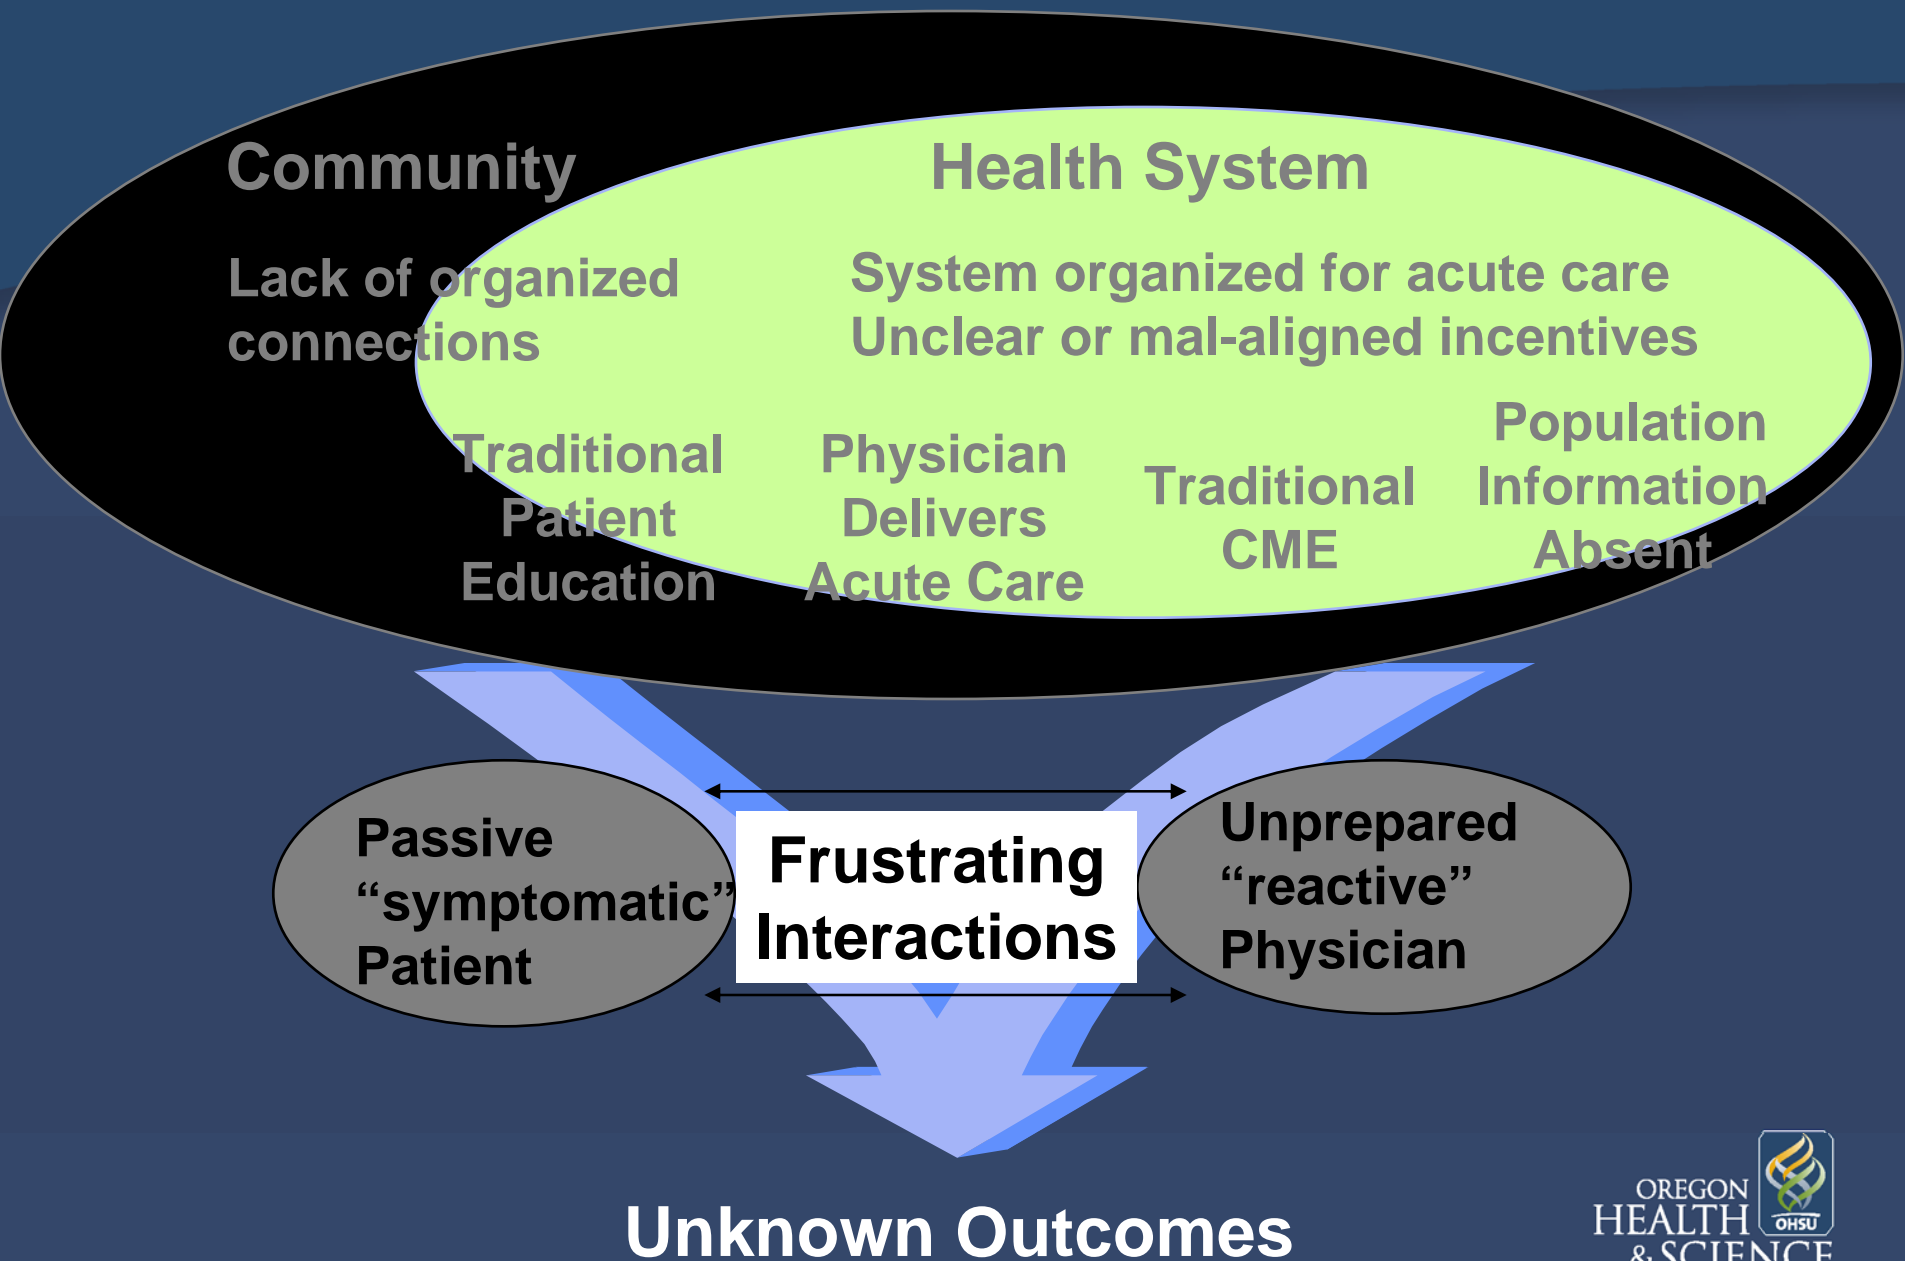 Community
Health System
Lack of organized
connections
System organized for acute care
Unclear or mal-aligned incentives
Traditional
Patient
Education
Physician
Delivers
Acute Care
Traditional
CME
Population
Information
Absent
Passive
“symptomatic”
Patient
Frustrating
Interactions
Unprepared
“reactive”
Physician
Unknown Outcomes
OREGON
HEALTH
OHSU
& SCIENCE